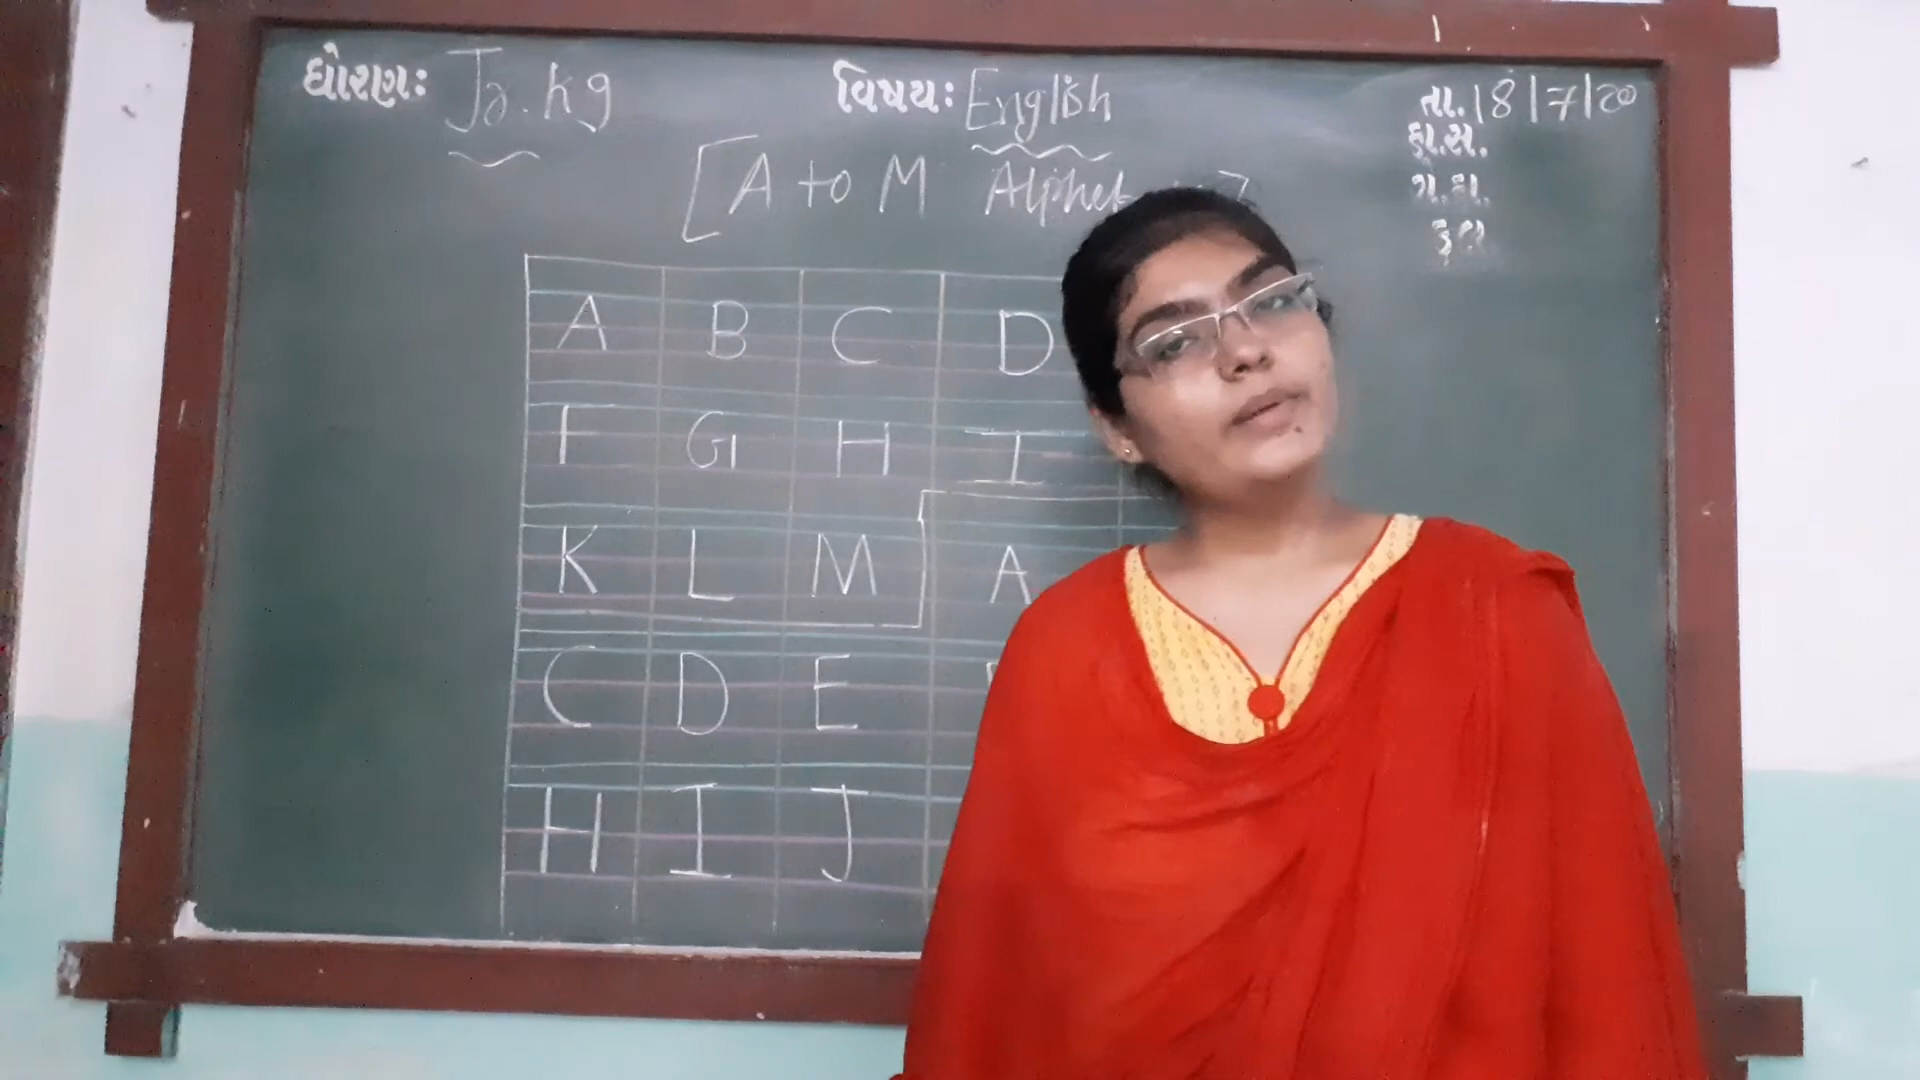 ધોરણઃ Jr. kg વિષયઃ English તા. 18/7/20
હા.સ.
ગે.હા.
કુલ
[A to M
A B C D
F G H I
K L M A
C D E
H I J